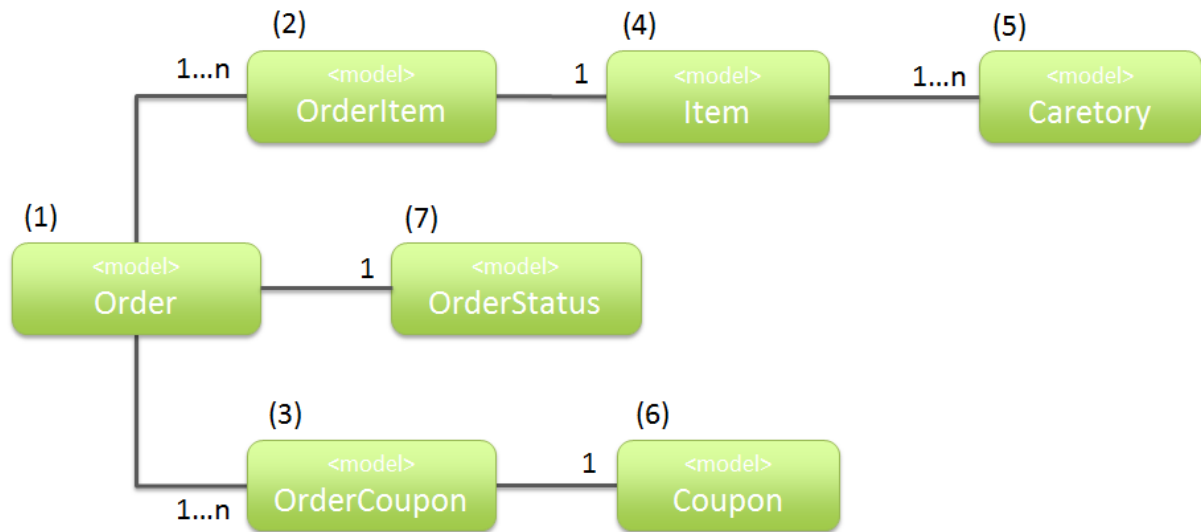 (2)
(4)
(5)
1...n
<model>
OrderItem
1
<model>
Item
1...n
<model>
Caretory
(1)
(7)
<model>
Order
1
<model>
OrderStatus
(3)
(6)
1...n
<model>
OrderCoupon
1
<model>
Coupon